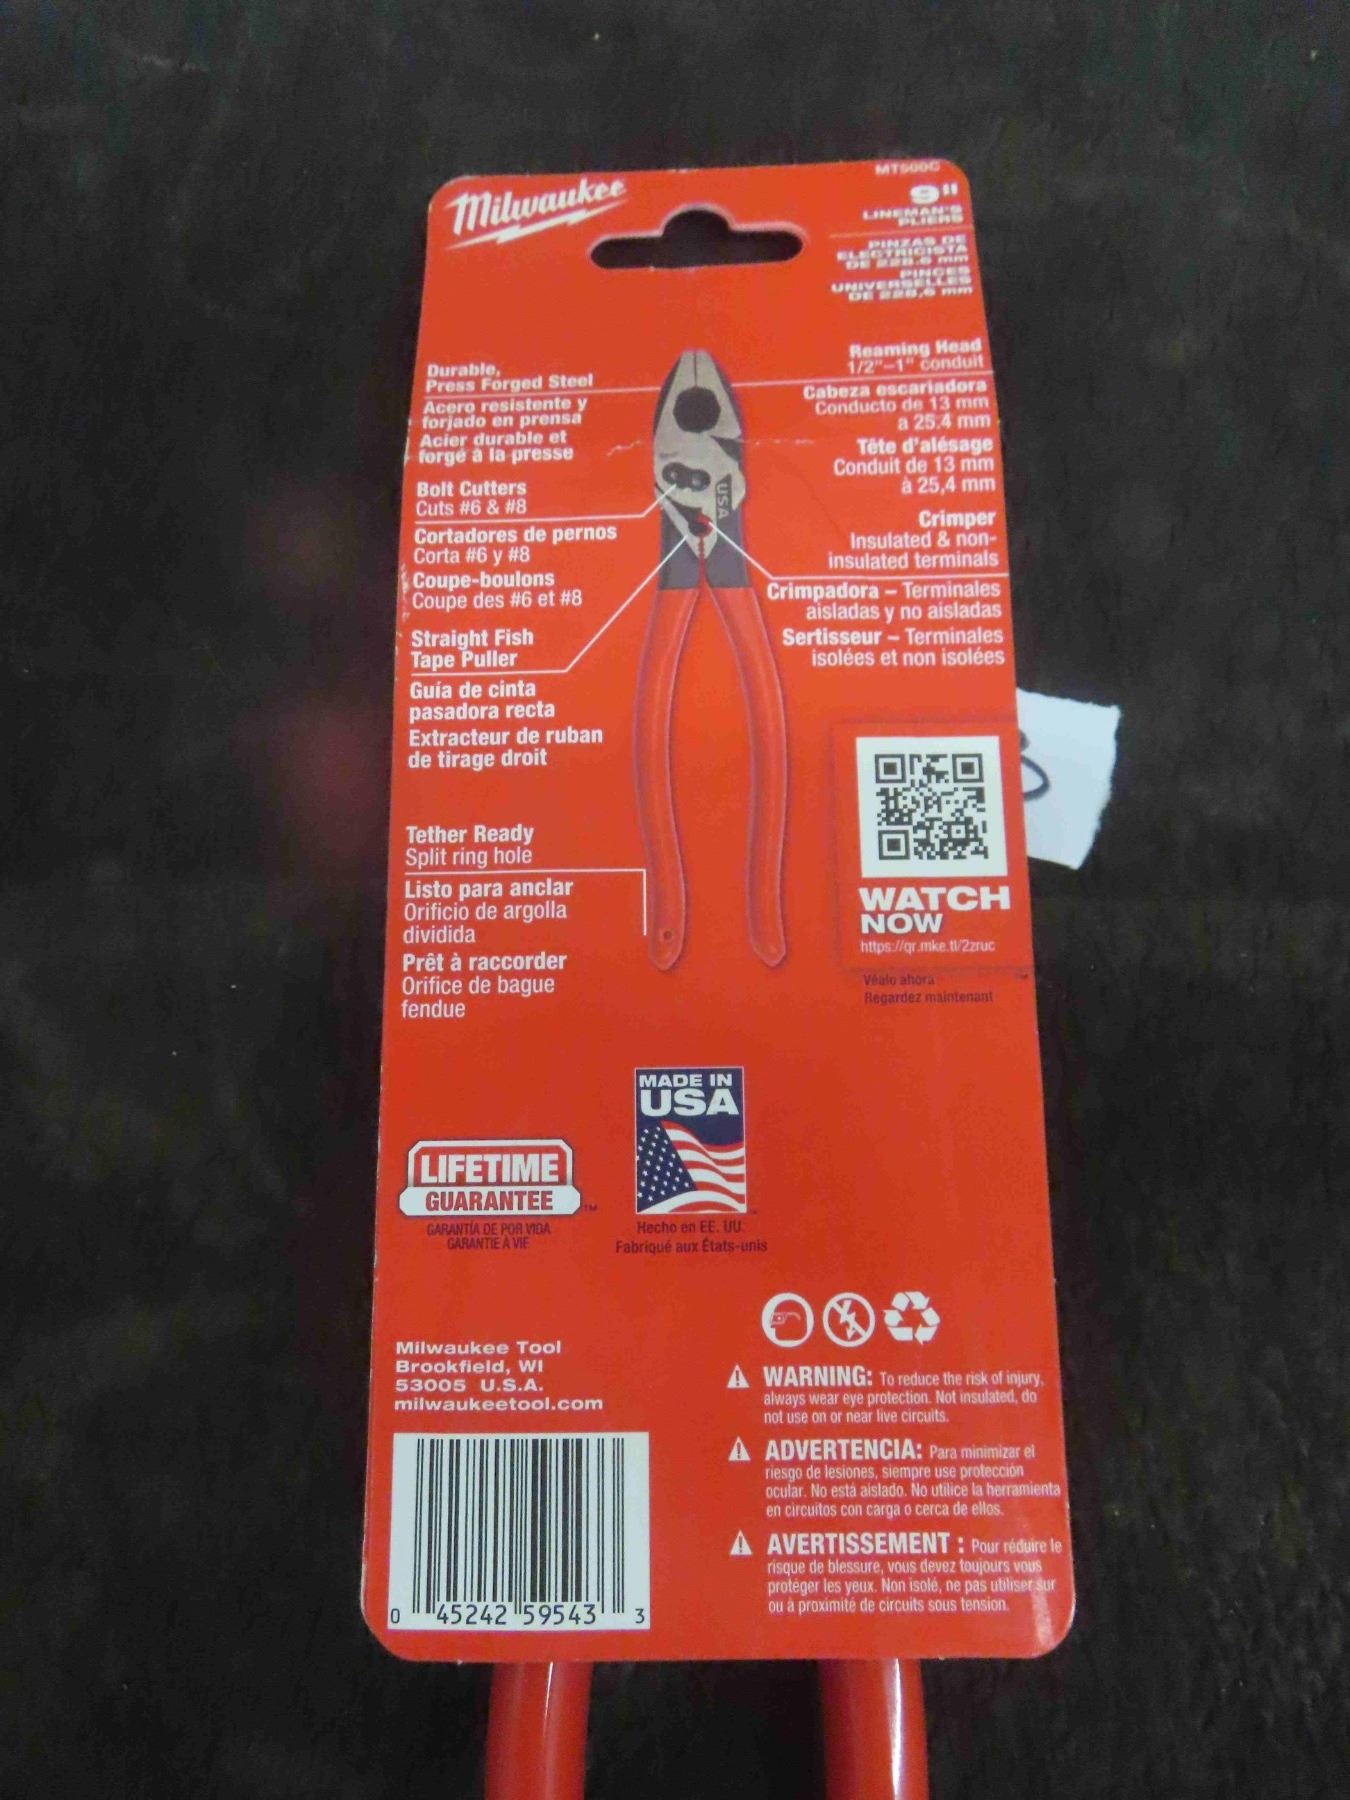 Milwaukee
MT500C
9"
LINEMAN'S
PLIERS
PINZAS DE
ELECTRICISTA
DE 228.6 mm
PINCES
UNIVERSELLES
DE 228,6 mm
Durable,
Press Forged Steel
Acero resistente y
forjado en prensa
Acier durable et
forgé à la presse
Bolt Cutters
Cuts #6 & #8
Cortadores de pernos
Corta #6 y #8
Coupe-boulons
Coupe des #6 et #8
Straight Fish
Tape Puller
Guía de cinta
pasadora recta
Extracteur de ruban
de tirage droit
Tether Ready
Split ring hole
Listo para anclar
Orificio de argolla
dividida
Prêt à raccorder
Orifice de bague
fendue
USA
Reaming Head
1/2"–1" conduit
Cabeza escariadora
Conducto de 13 mm
a 25.4 mm
Tête d'alésage
Conduit de 13 mm
à 25,4 mm
Crimper
Insulated & non-
insulated terminals
Crimpadora – Terminales
aisladas y no aisladas
Sertisseur – Terminales
isolées et non isolées
WATCH
NOW
https://qr.mke.tl/2zruc
Véalo ahora
Regardez maintenant
MADE IN
USA
Hecho en EE. UU.
Fabriqué aux États-unis
LIFETIME
GUARANTEE™
GARANTÍA DE POR VIDA
GARANTIE À VIE
Milwaukee Tool
Brookfield, WI
53005 U.S.A.
milwaukeetool.com
0 45242 59543 3
WARNING: To reduce the risk of injury,
always wear eye protection. Not insulated, do
not use on or near live circuits.
ADVERTENCIA: Para minimizar el
riesgo de lesiones, siempre use protección
ocular. No está aislado. No utilice la herramienta
en circuitos con carga o cerca de ellos.
AVERTISSEMENT : Pour réduire le
risque de blessure, vous devez toujours vous
protéger les yeux. Non isolé, ne pas utiliser sur
ou à proximité de circuits sous tension.